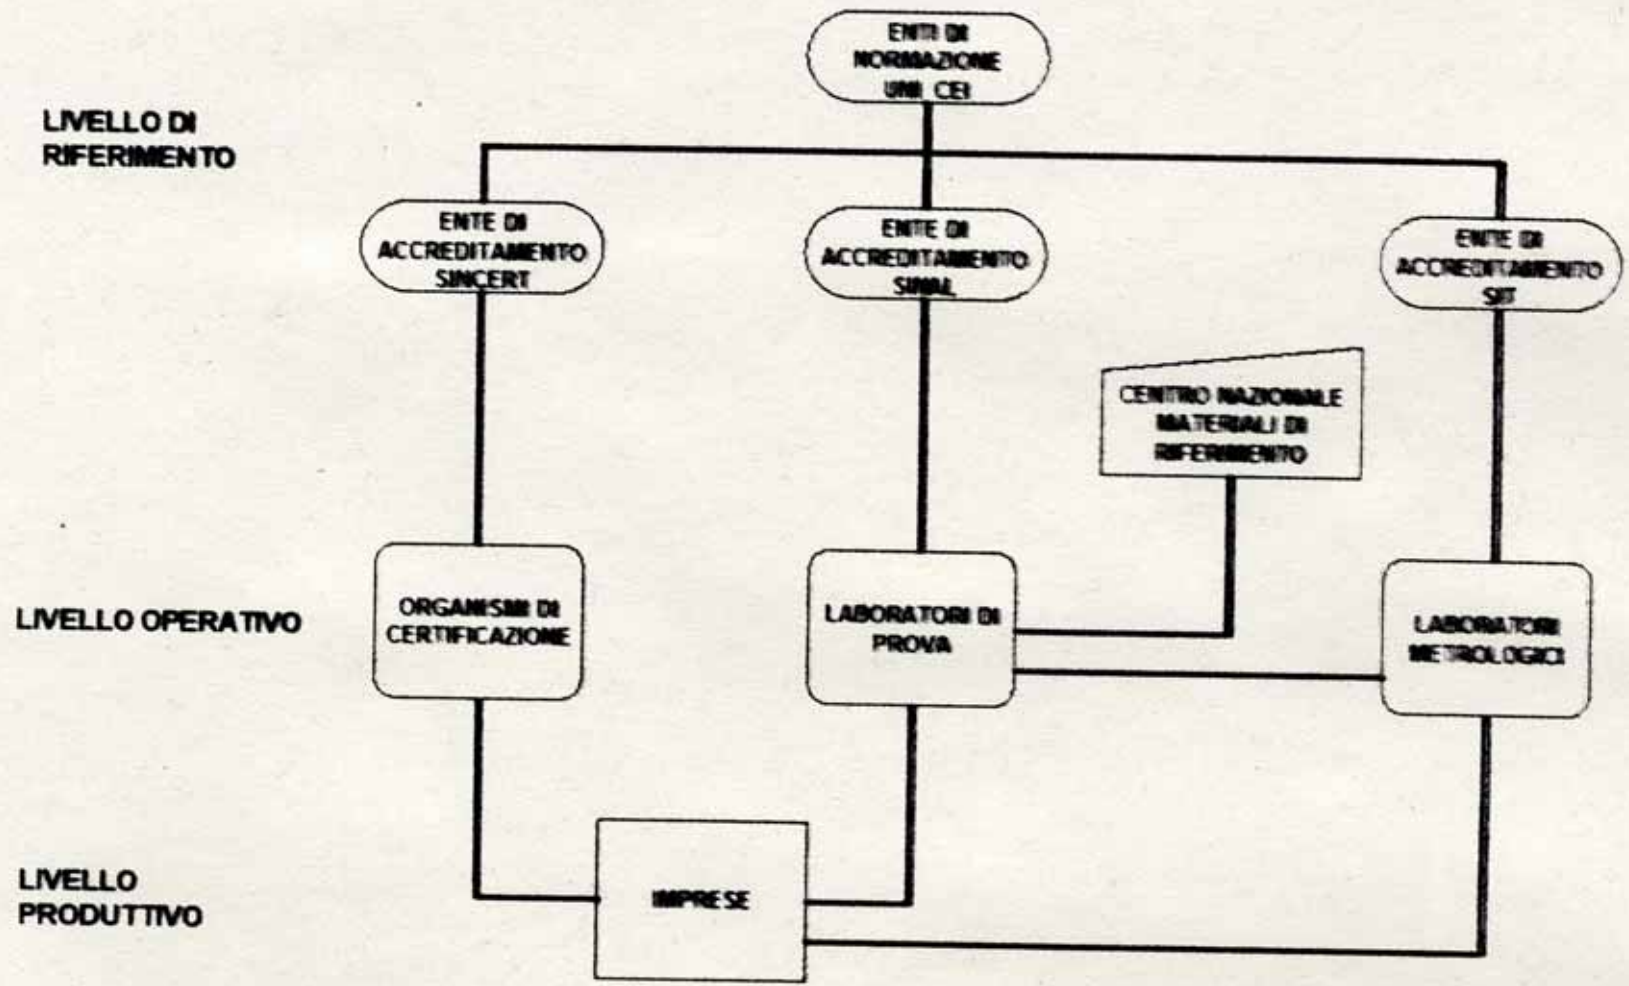 ENTI DI
NORMAZIONE
UNI CEI
LIVELLO DI
RIFERIMENTO
ENTE DI
ACCREDITAMENTO
SINCERT
ENTE DI
ACCREDITAMENTO
SINAL
ENTE DI
ACCREDITAMENTO
SIT
CENTRO NAZIONALE
MATERIALI DI
RIFERIMENTO
LIVELLO OPERATIVO
ORGANISMI DI
CERTIFICAZIONE
LABORATORI DI
PROVA
LABORATORI
METROLOGICI
LIVELLO
PRODUTTIVO
IMPRESE